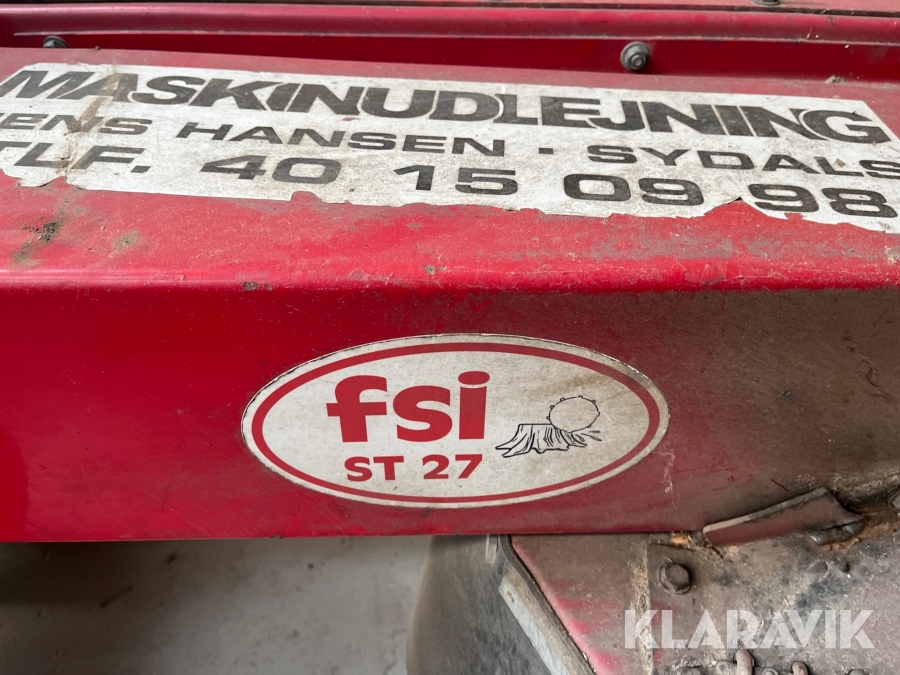 MASKINUDLEJNING
ENS HANSEN · SYDALS
TLF. 40 15 09 98
fsi
ST 27
KLARAVIK